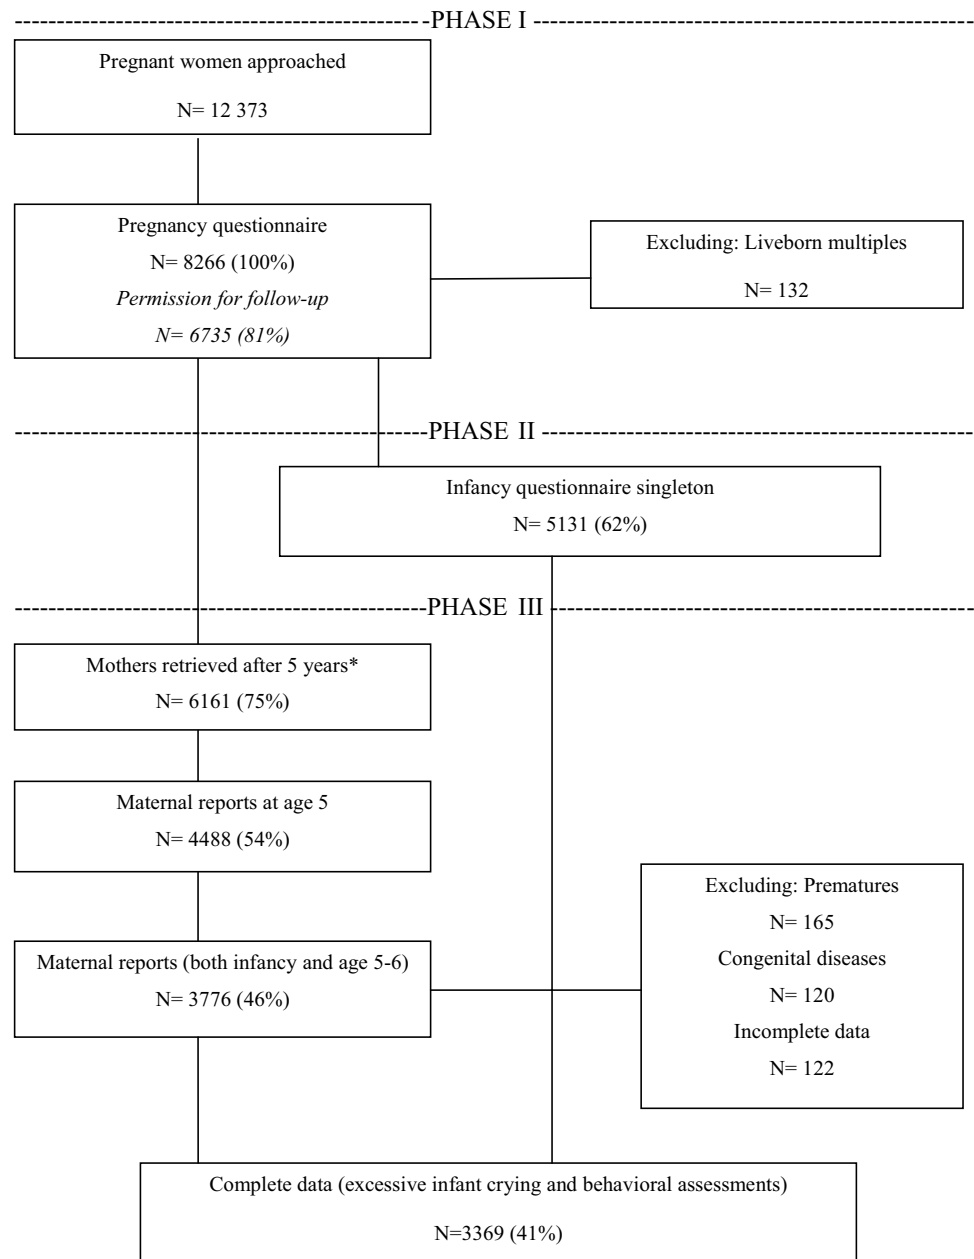 PHASE I
Pregnant women approached
N= 12 373
Pregnancy questionnaire
N= 8266 (100%)
Permission for follow-up
N= 6735 (81%)
Excluding: Liveborn multiples
N= 132
PHASE II
Infancy questionnaire singleton
N= 5131 (62%)
PHASE III
Mothers retrieved after 5 years*
N= 6161 (75%)
Maternal reports at age 5
N= 4488 (54%)
Maternal reports (both infancy and age 5-6)
N= 3776 (46%)
Excluding: Prematures
N= 165
Congenital diseases
N= 120
Incomplete data
N= 122
Complete data (excessive infant crying and behavioral assessments)
N=3369 (41%)